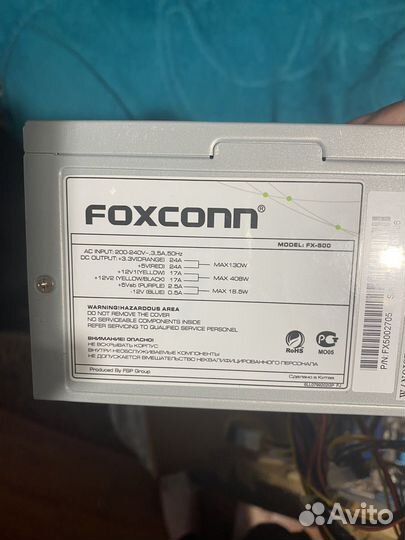 FOXCONN®
MODEL: FX-500
AC INPUT: 200-240V~,3.5A,50Hz
DC OUTPUT: +3.3V(ORANGE) 24A
+5V(RED) 24A
MAX130W
+12V1(YELLOW) 17A
+12V2 (YELLOW/BLACK) 17A
MAX 408W
+5Vsb (PURPLE) 2.5A
-12V (BLUE) 0.5A
MAX 18.5W
WARNING!HAZARDOUS AREA
DO NOT REMOVE THIS COVER
NO SERVICEABLE COMPONENTS INSIDE
REFER SERVICING TO QUALIFIED SERVICE PERSONNEL
ВНИМАНИЕ ОПАСНО!
НЕ ВСКРЫВАТЬ КОРПУС
ВНУТРИ НЕОБСЛУЖИВАЕМЫЕ КОМПОНЕНТЫ
НЕ ДОПУСКАЕТСЯ ВМЕШАТЕЛЬСТВО НЕКВАЛИФИЦИРОВАННОГО ПЕРСОНАЛА
Produced By FSP Group
RoHS
МО05
Сделано в Китае
P/N:FX5002705
Avito